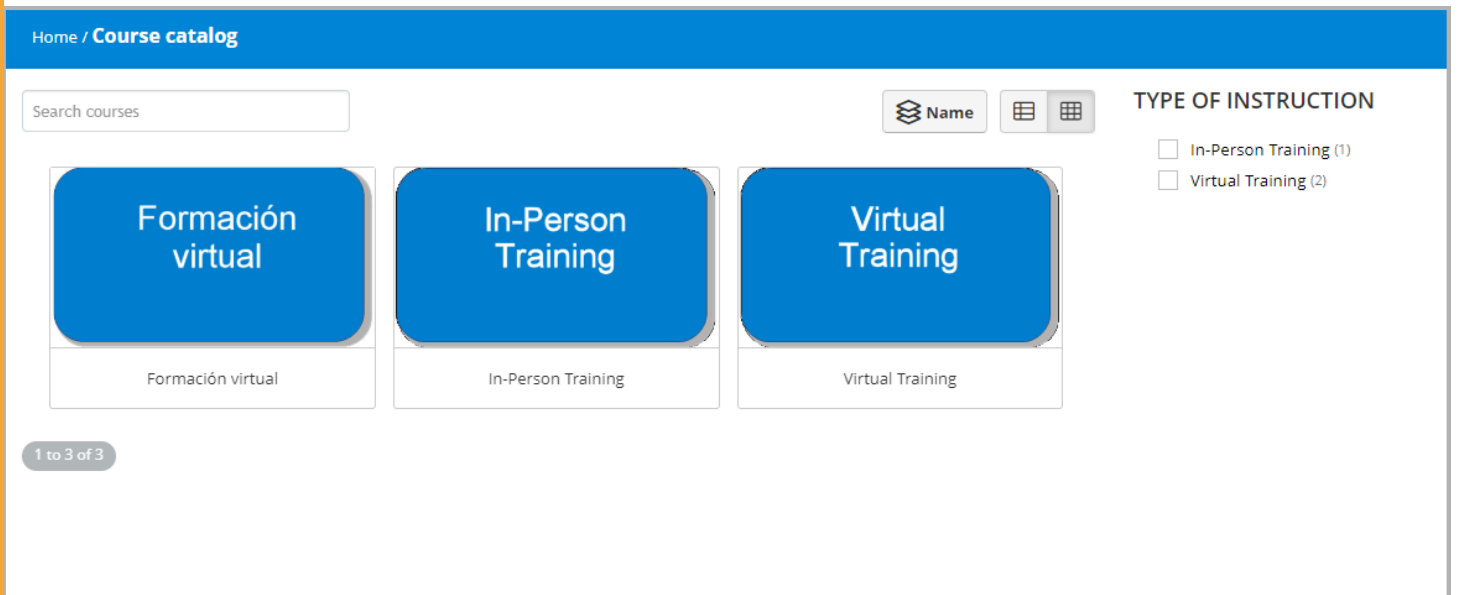 Home / Course catalog
Search courses
Name
TYPE OF INSTRUCTION
In-Person Training (1)
Virtual Training (2)
Formación
virtual
In-Person
Training
Virtual
Training
Formación virtual
In-Person Training
Virtual Training
1 to 3 of 3